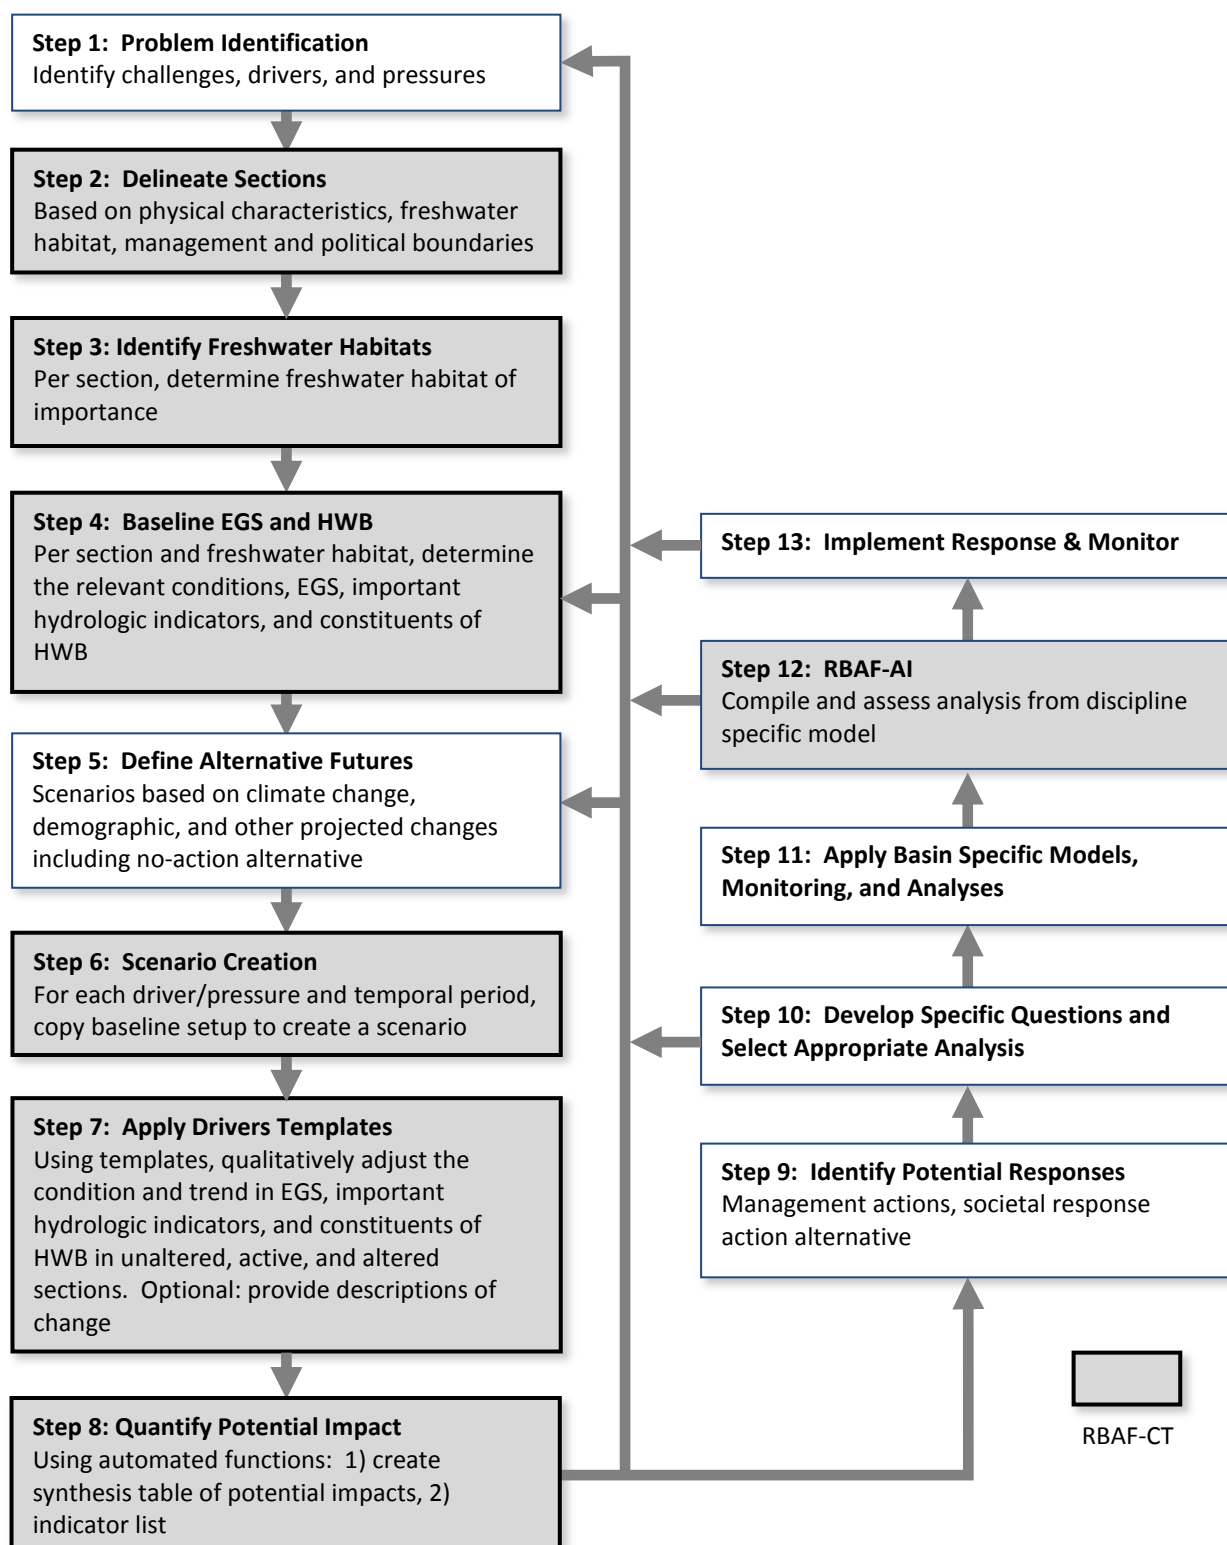 Step 1:  Problem Identification
Identify challenges, drivers, and pressures
Step 2:  Delineate Sections
Based on physical characteristics, freshwater
habitat, management and political boundaries
Step 3: Identify Freshwater Habitats
Per section, determine freshwater habitat of
importance
Step 4:  Baseline EGS and HWB
Per section and freshwater habitat, determine
the relevant conditions, EGS, important
hydrologic indicators, and constituents of
HWB
Step 5:  Define Alternative Futures
Scenarios based on climate change,
demographic, and other projected changes
including no-action alternative
Step 6:  Scenario Creation
For each driver/pressure and temporal period,
copy baseline setup to create a scenario
Step 7:  Apply Drivers Templates
Using templates, qualitatively adjust the
condition and trend in EGS, important
hydrologic indicators, and constituents of
HWB in unaltered, active, and altered
sections.  Optional: provide descriptions of
change
Step 8: Quantify Potential Impact
Using automated functions:  1) create
synthesis table of potential impacts, 2)
indicator list
Step 13:  Implement Response & Monitor
Step 12:  RBAF-AI
Compile and assess analysis from discipline
specific model
Step 11:  Apply Basin Specific Models,
Monitoring, and Analyses
Step 10:  Develop Specific Questions and
Select Appropriate Analysis
Step 9:  Identify Potential Responses
Management actions, societal response
action alternative
RBAF-CT